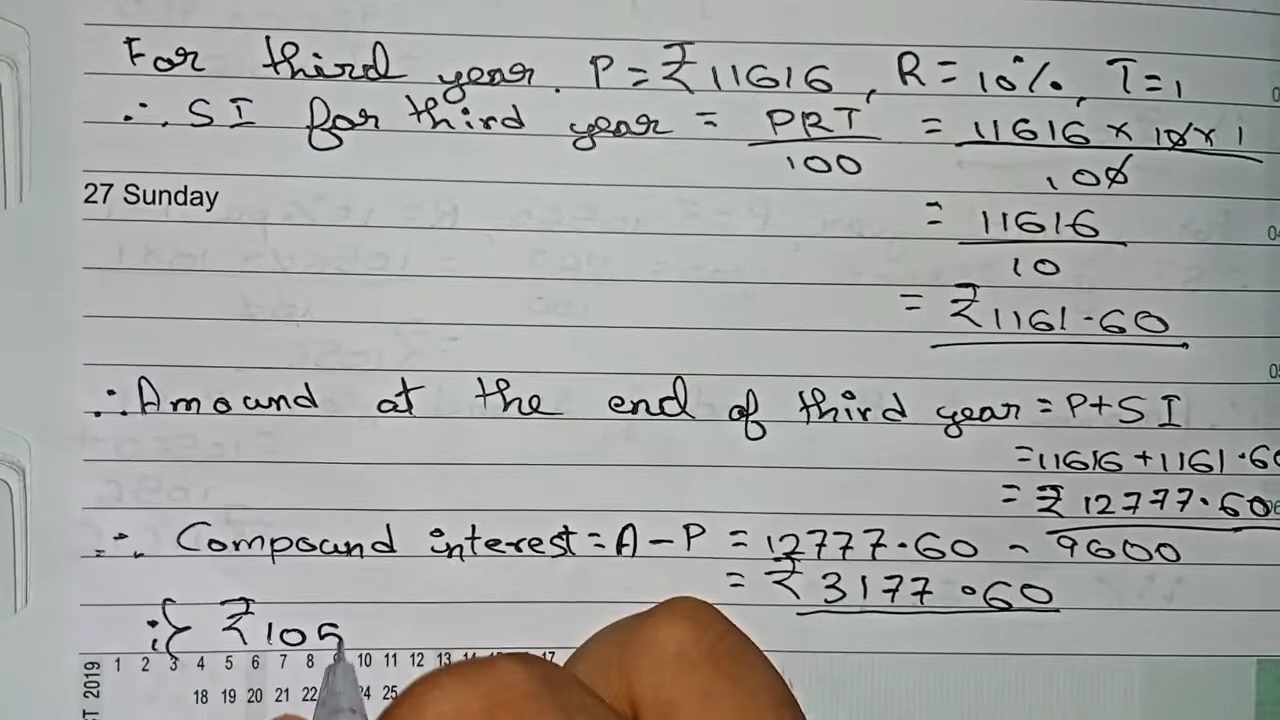 For third year. P = ₹11616, R = 10%, T = 1
∴ SI for third year = PRT/100 = 11616 × 10 × 1/100
27 Sunday
= 11616/10
= ₹1161.60
∴ Amound at the end of third year = P + SI
= 11616 + 1161.60
= ₹12777.60
∴ Compound interest = A - P = 12777.60 - 9600
= ₹3177.60
∴ } ₹105
1 2 3 4 5 6 7 8 10 11 12 13 17
T 2019
18 19 20 21 22 24 25